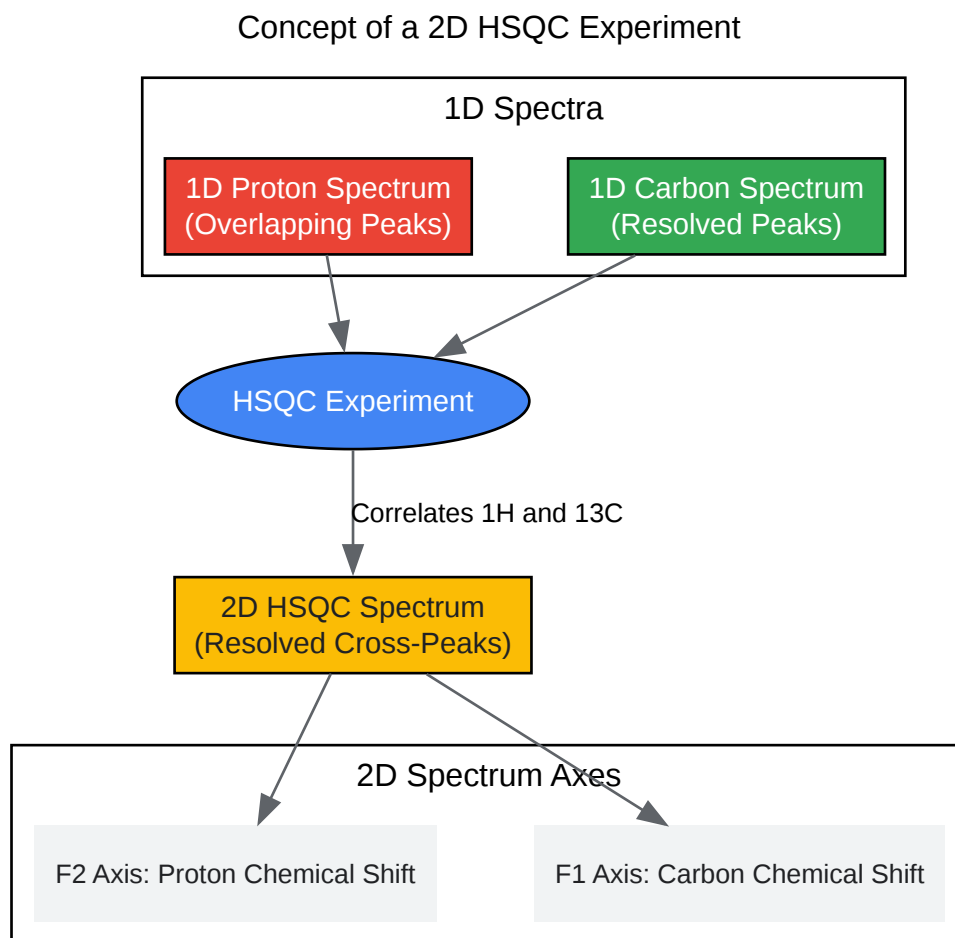 Concept of a 2D HSQC Experiment
1D Spectra
1D Proton Spectrum
(Overlapping Peaks)
1D Carbon Spectrum
(Resolved Peaks)
HSQC Experiment
Correlates 1H and 13C
2D HSQC Spectrum
(Resolved Cross-Peaks)
2D Spectrum Axes
F2 Axis: Proton Chemical Shift
F1 Axis: Carbon Chemical Shift